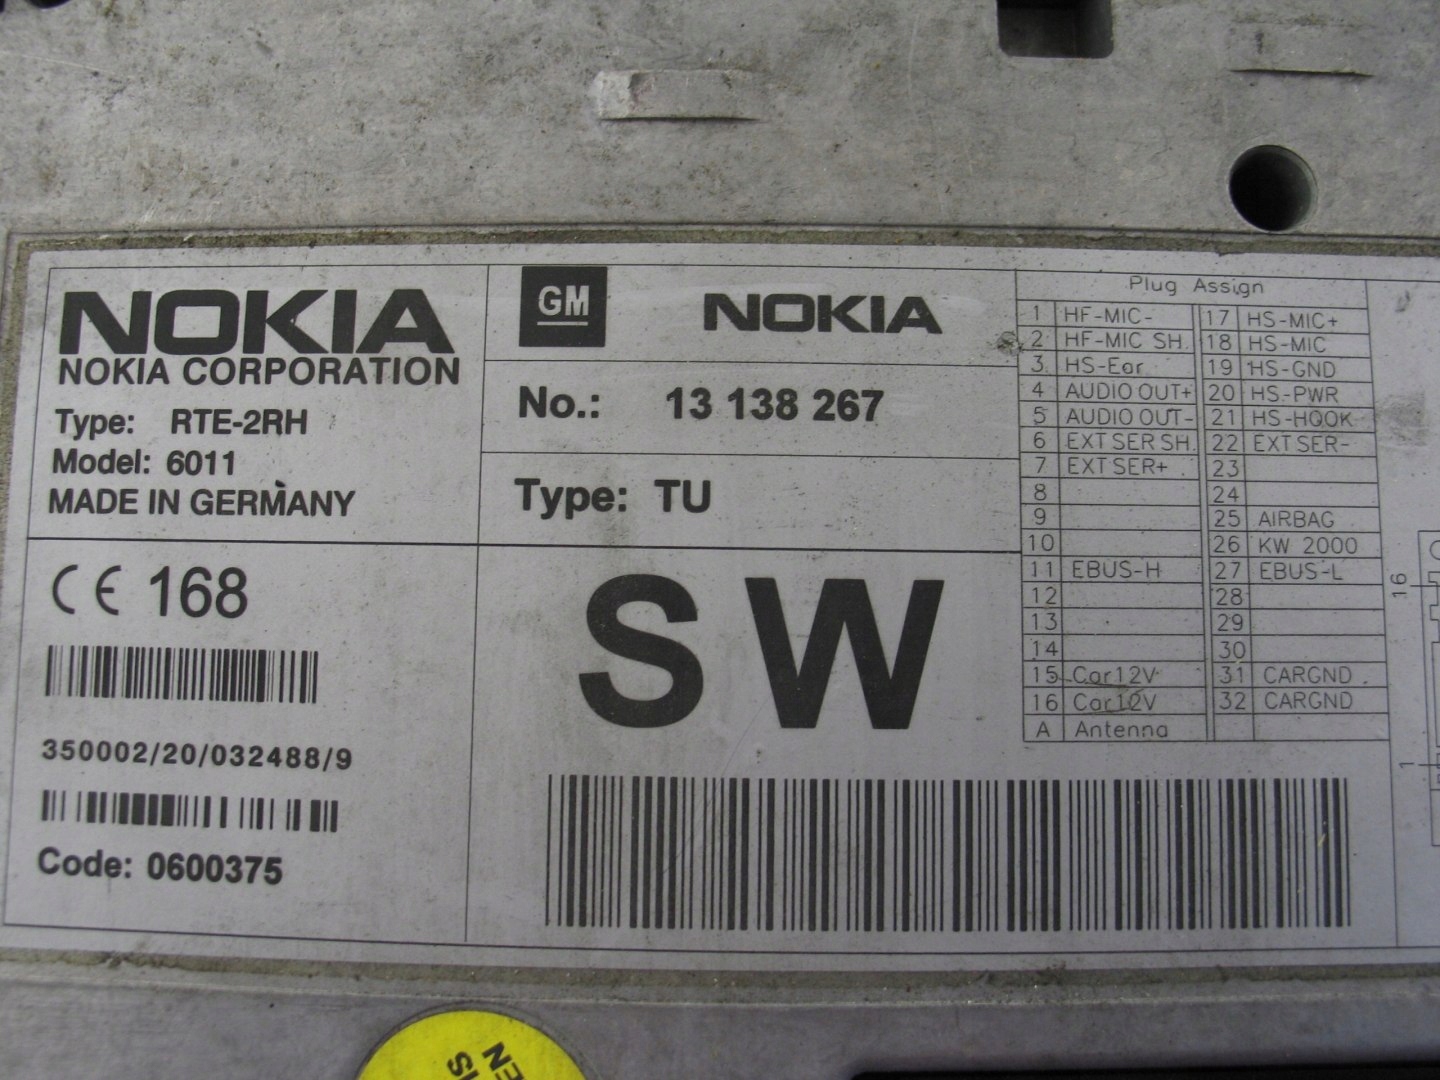 NOKIA
NOKIA CORPORATION
Type: RTE-2RH
Model: 6011
MADE IN GERMANY
CE 168
350002/20/032488/9
Code: 0600375
GM NOKIA
No.: 13 138 267
Type: TU
SW
Plug Assign
1 HF-MIC- 17 HS-MIC+
2 HF-MIC SH. 18 HS-MIC
3 HS-Ear 19 HS-GND
4 AUDIO OUT+ 20 HS-PWR
5 AUDIO OUT- 21 HS-HOOK
6 EXT SER SH. 22 EXT SER-
7 EXT SER+ 23
8 24
9 25 AIRBAG
10 26 KW 2000
11 EBUS-H 27 EBUS-L
12 28
13 29
14 30
15 Car12V 31 CARGND
16 Car12V 32 CARGND
A Antenna
16
1